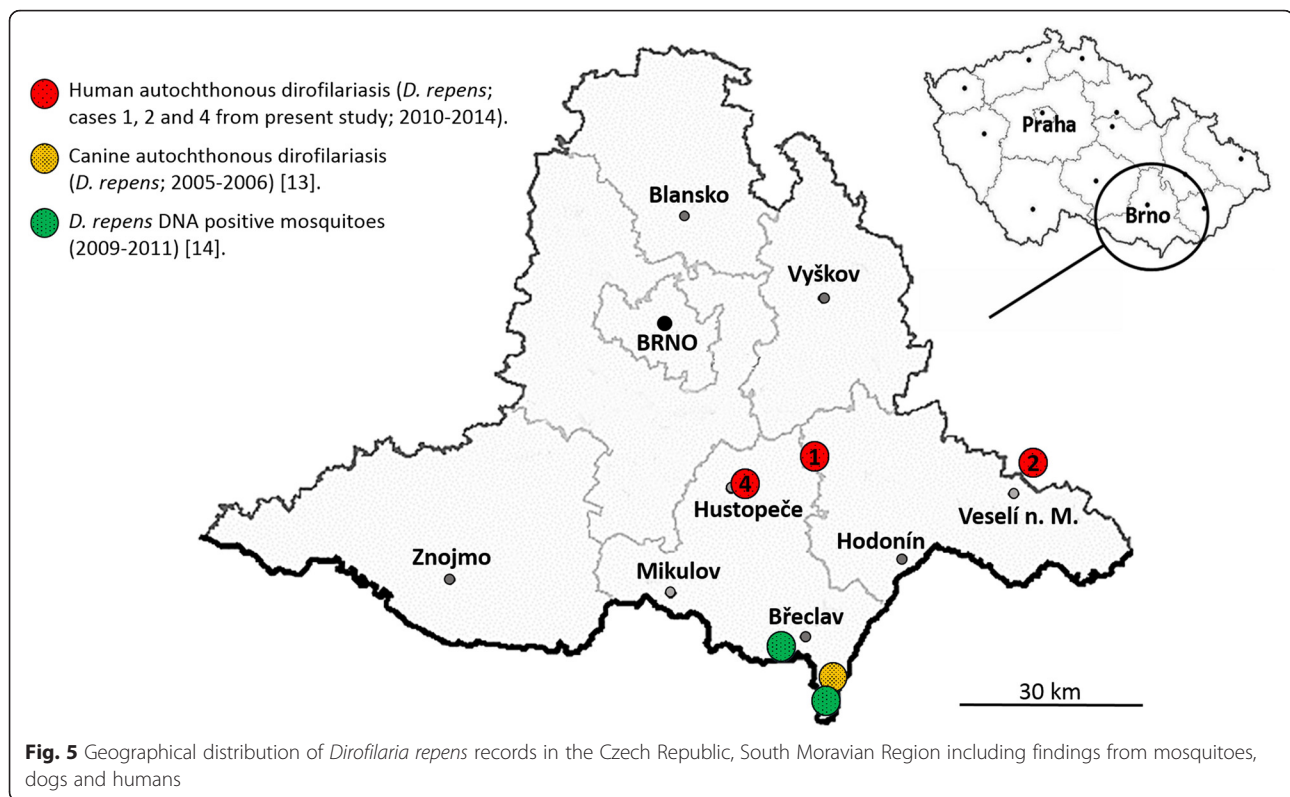 Human autochthonous dirofilariasis (D. repens;
cases 1, 2 and 4 from present study; 2010-2014).
Canine autochthonous dirofilariasis
(D. repens; 2005-2006) [13].
D. repens DNA positive mosquitoes
(2009-2011) [14].
Praha
Brno
Blansko
Vyškov
BRNO
1
2
4
Hustopeče
Veselí n. M.
Hodonín
Znojmo
Mikulov
Břeclav
30 km
Fig. 5 Geographical distribution of Dirofilaria repens records in the Czech Republic, South Moravian Region including findings from mosquitoes,
dogs and humans